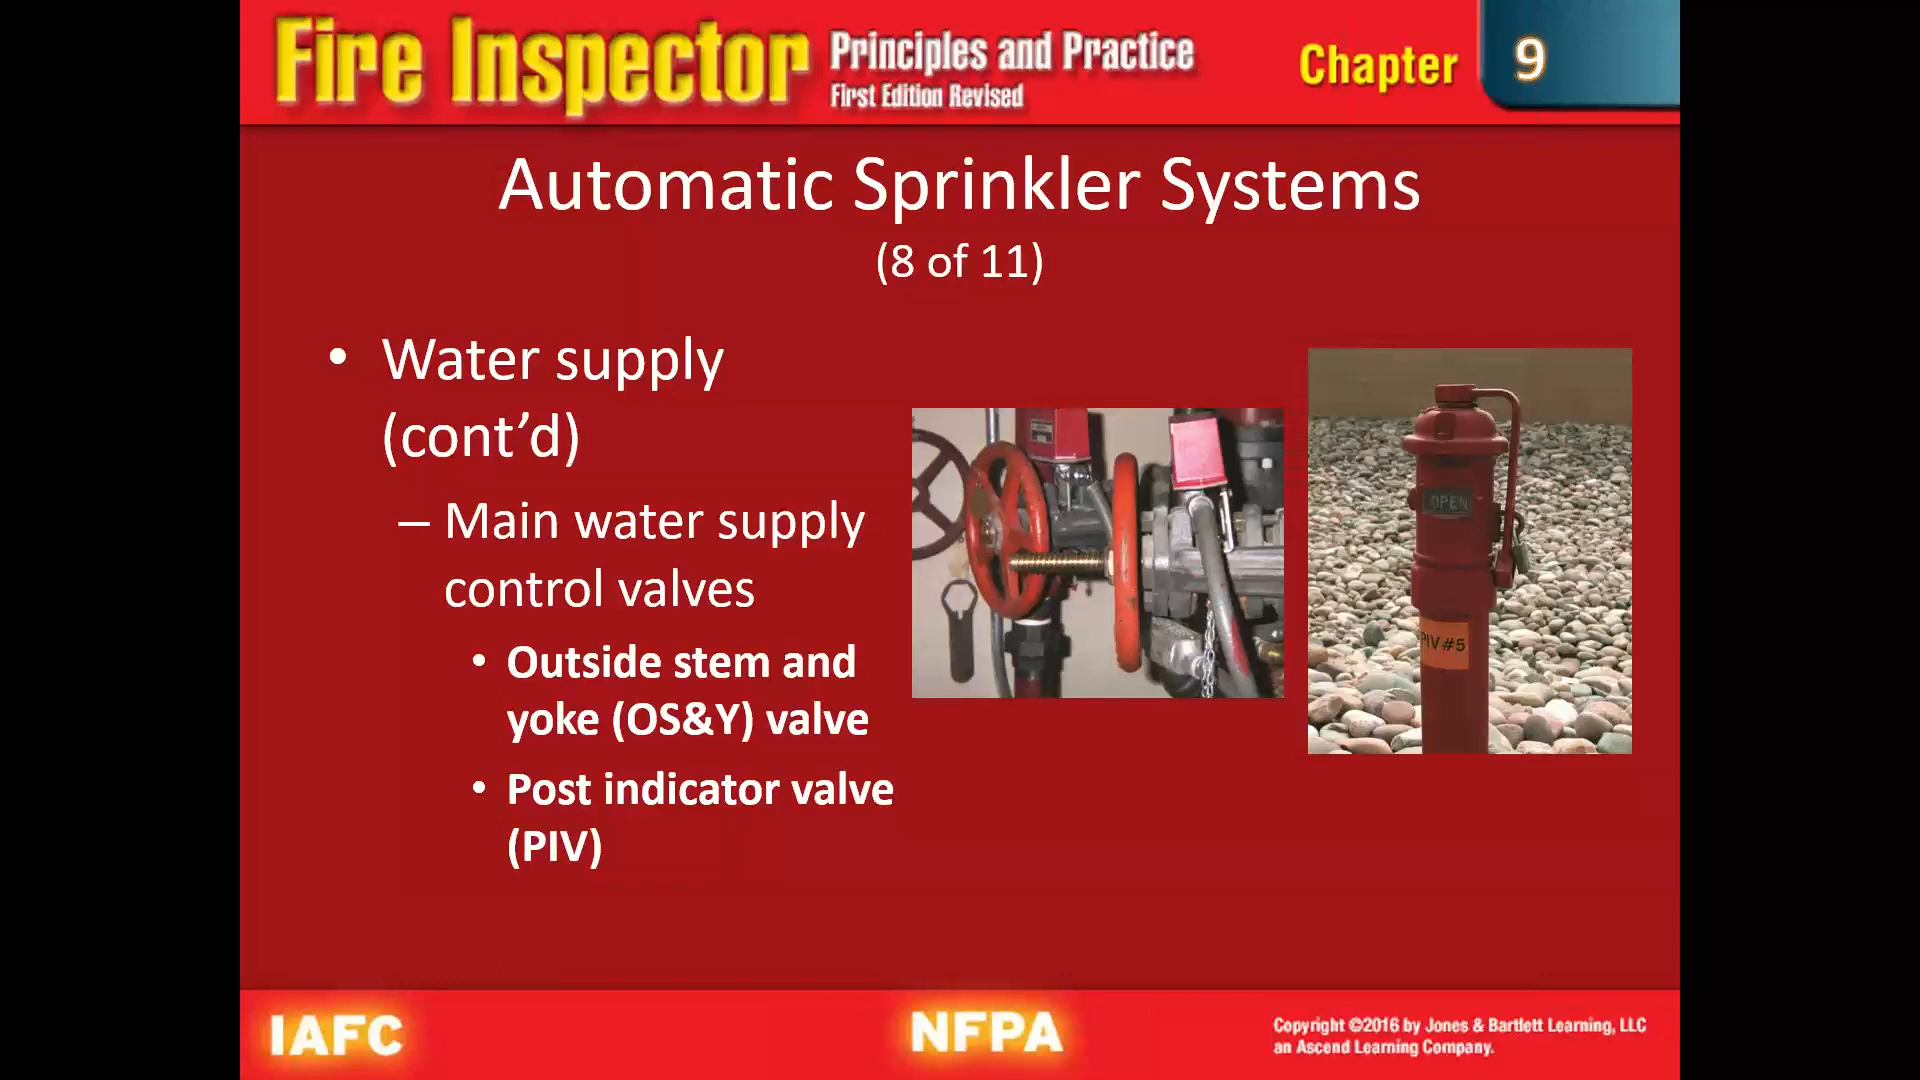 Fire Inspector
Principles and Practice
First Edition Revised
Chapter 9
Automatic Sprinkler Systems
(8 of 11)
• Water supply
(cont’d)
– Main water supply
control valves
• Outside stem and
yoke (OS&Y) valve
• Post indicator valve
(PIV)
OPEN
PIV#5
IAFC
NFPA
Copyright ©2016 by Jones & Bartlett Learning, LLC
an Ascend Learning Company.